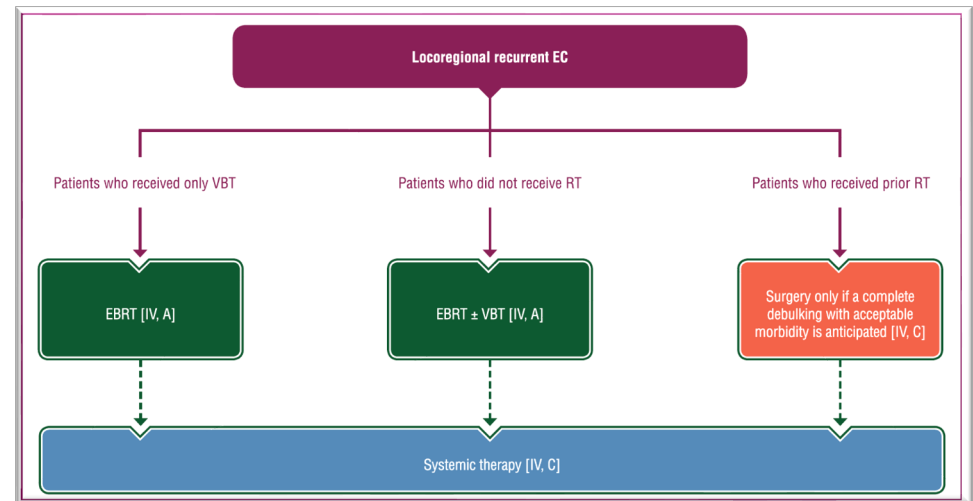 Locoregional recurrent EC
Patients who received only VBT
Patients who did not receive RT
Patients who received prior RT
EBRT [IV, A]
EBRT ± VBT [IV, A]
Surgery only if a complete
debulking with acceptable
morbidity is anticipated [IV, C]
Systemic therapy [IV, C]